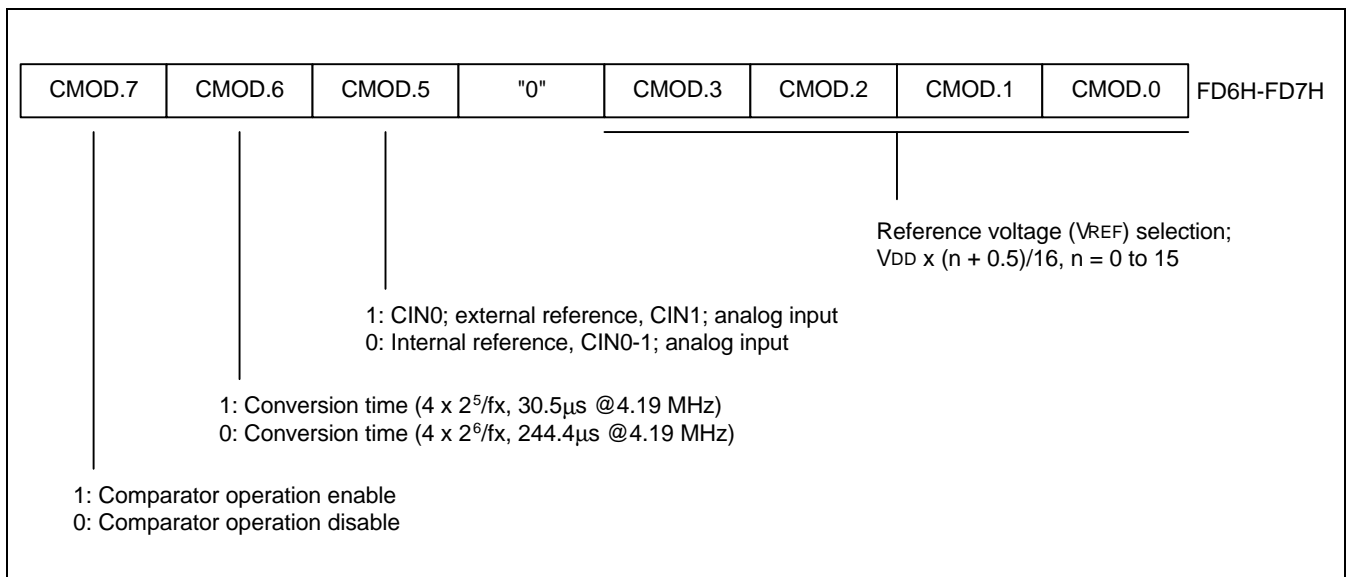 CMOD.7 CMOD.6 CMOD.5 "0" CMOD.3 CMOD.2 CMOD.1 CMOD.0 FD6H-FD7H
Reference voltage (VREF) selection;
VDD x (n + 0.5)/16, n = 0 to 15
1: CIN0; external reference, CIN1; analog input
0: Internal reference, CIN0-1; analog input
1: Conversion time (4 x 2⁵/fx, 30.5μs @4.19 MHz)
0: Conversion time (4 x 2⁶/fx, 244.4μs @4.19 MHz)
1: Comparator operation enable
0: Comparator operation disable